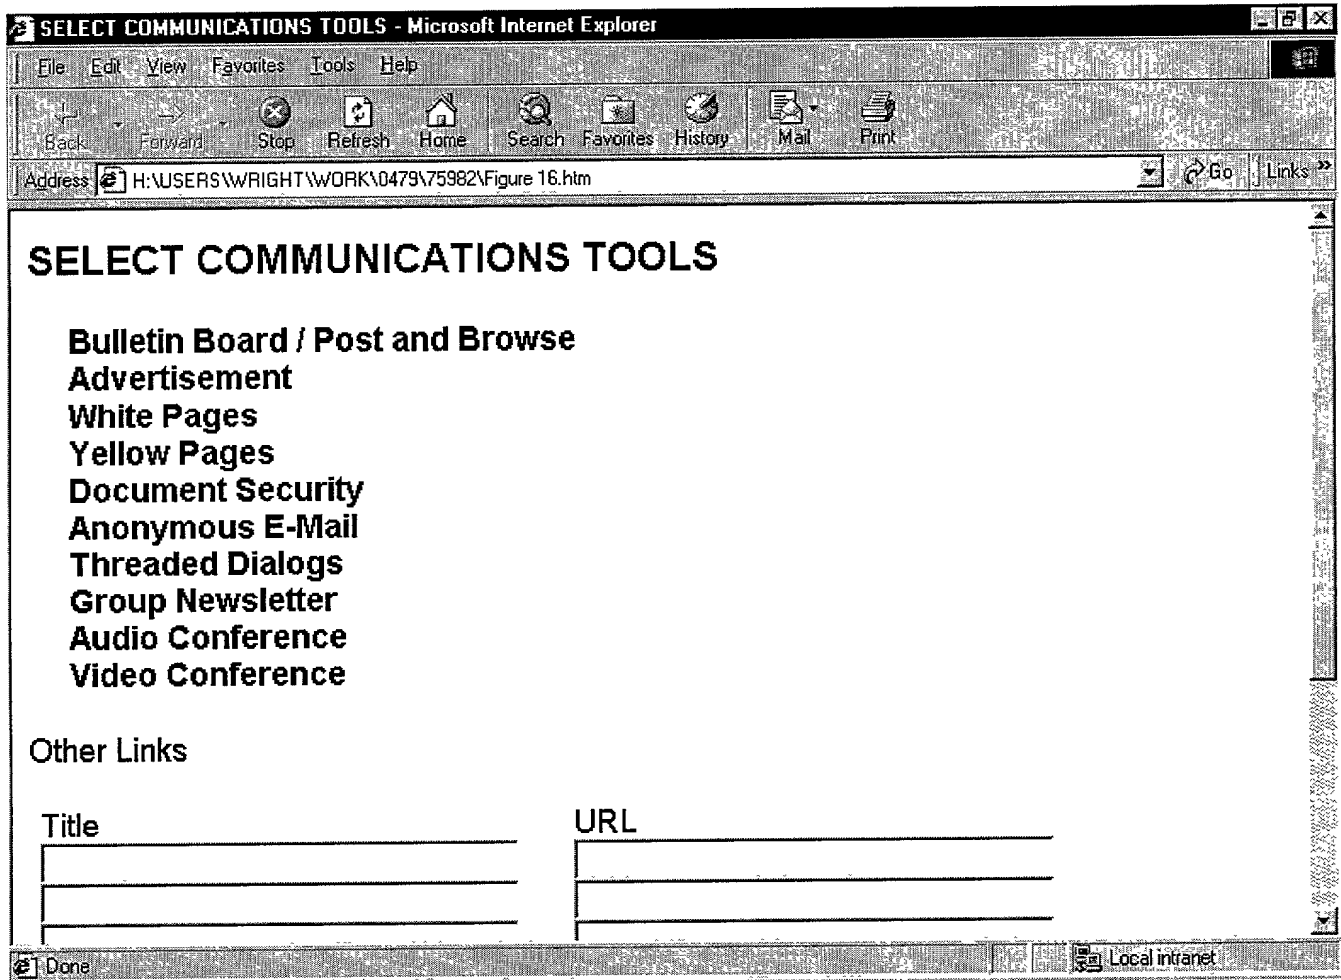 SELECT COMMUNICATIONS TOOLS - Microsoft Internet Explorer
File Edit View Favorites Tools Help
Back Forward Stop Refresh Home Search Favorites History Mail Print
Address H:\USERS\WRIGHT\WORK\0479\75982\Figure 16.htm Go Links »
SELECT COMMUNICATIONS TOOLS
Bulletin Board / Post and Browse
Advertisement
White Pages
Yellow Pages
Document Security
Anonymous E-Mail
Threaded Dialogs
Group Newsletter
Audio Conference
Video Conference
Other Links
Title URL
Done Local intranet